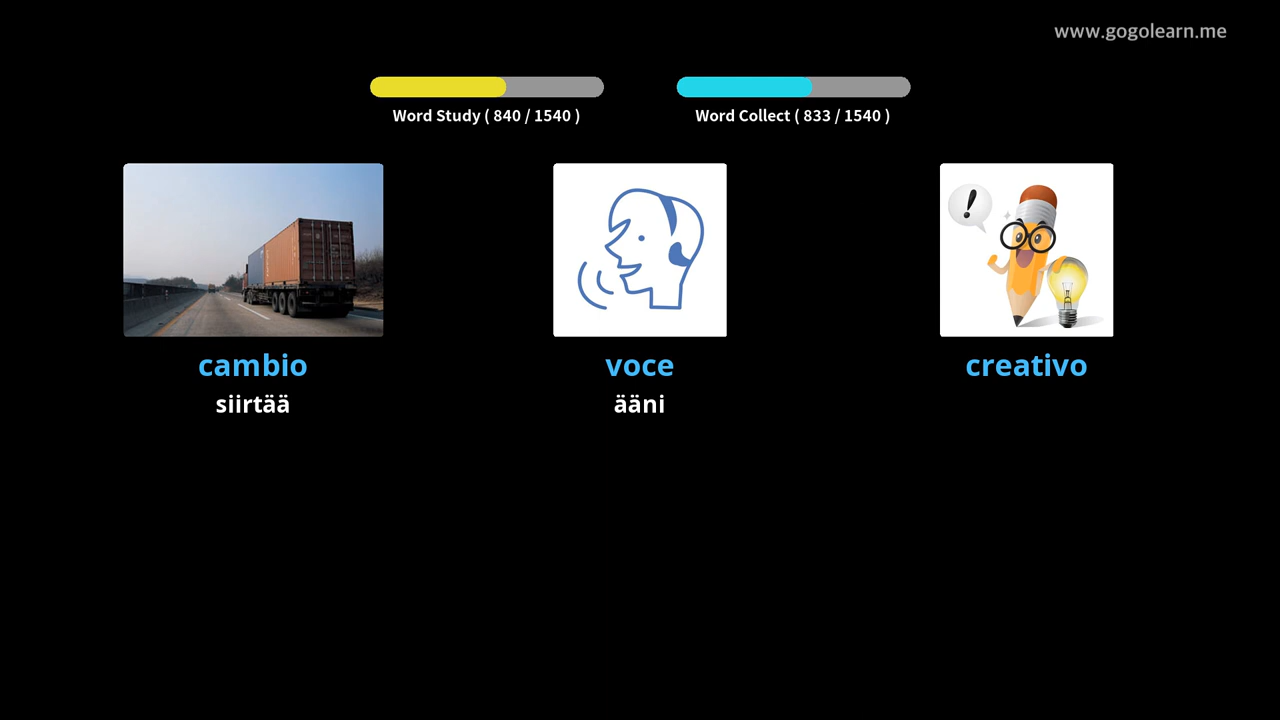 www.gogolearn.me
Word Study ( 840 / 1540 )
Word Collect ( 833 / 1540 )
!
cambio
siirtää
voce
ääni
creativo